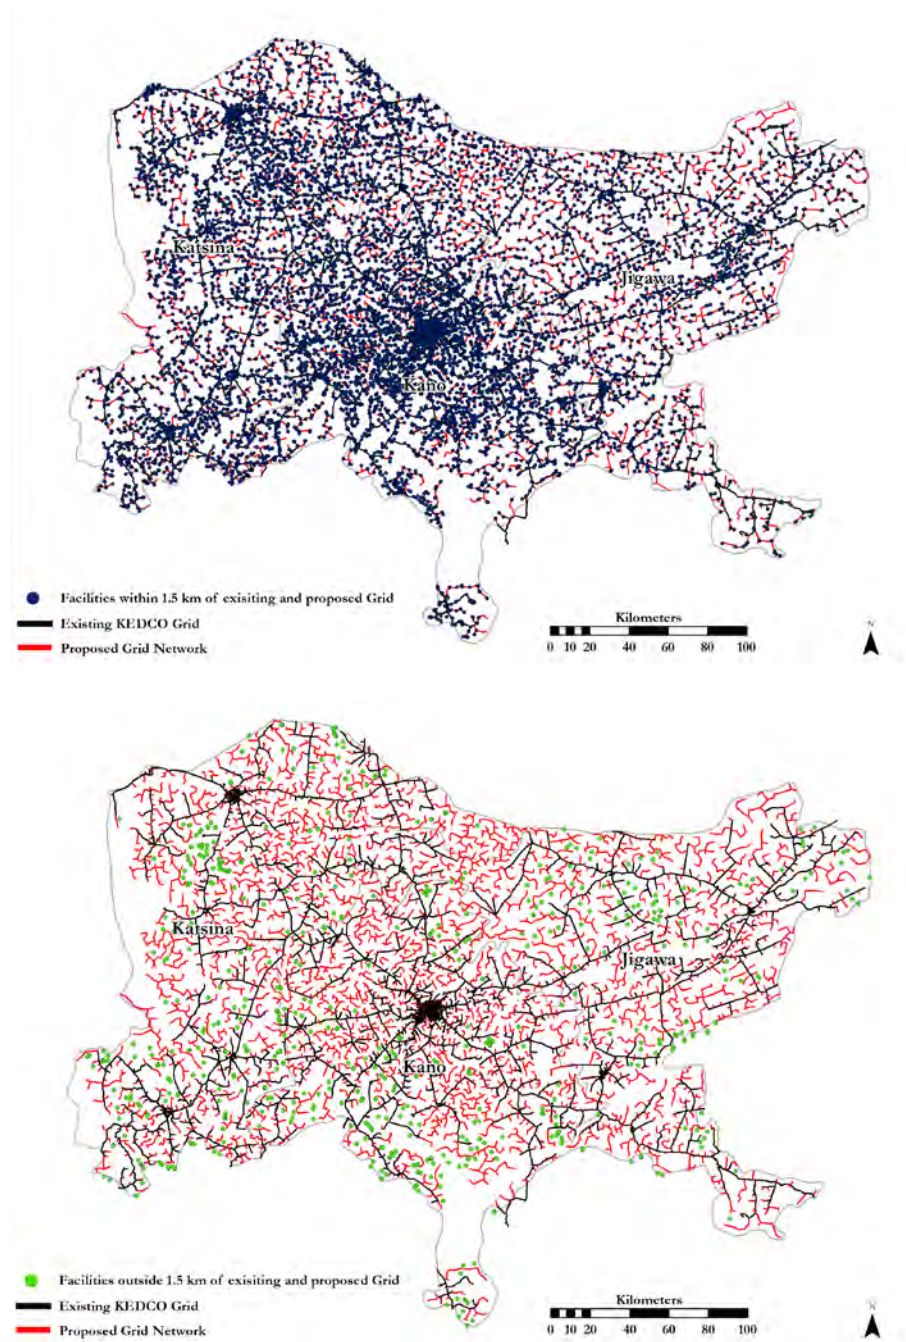 Katsina
Jigawa
Kano
Facilities within 1.5 km of exisiting and proposed Grid
Existing KEDCO Grid
Proposed Grid Network
Kilometers
0 10 20 40 60 80 100
N
Katsina
Jigawa
Kano
Facilities outside 1.5 km of exisiting and proposed Grid
Existing KEDCO Grid
Proposed Grid Network
Kilometers
0 10 20 40 60 80 100
N